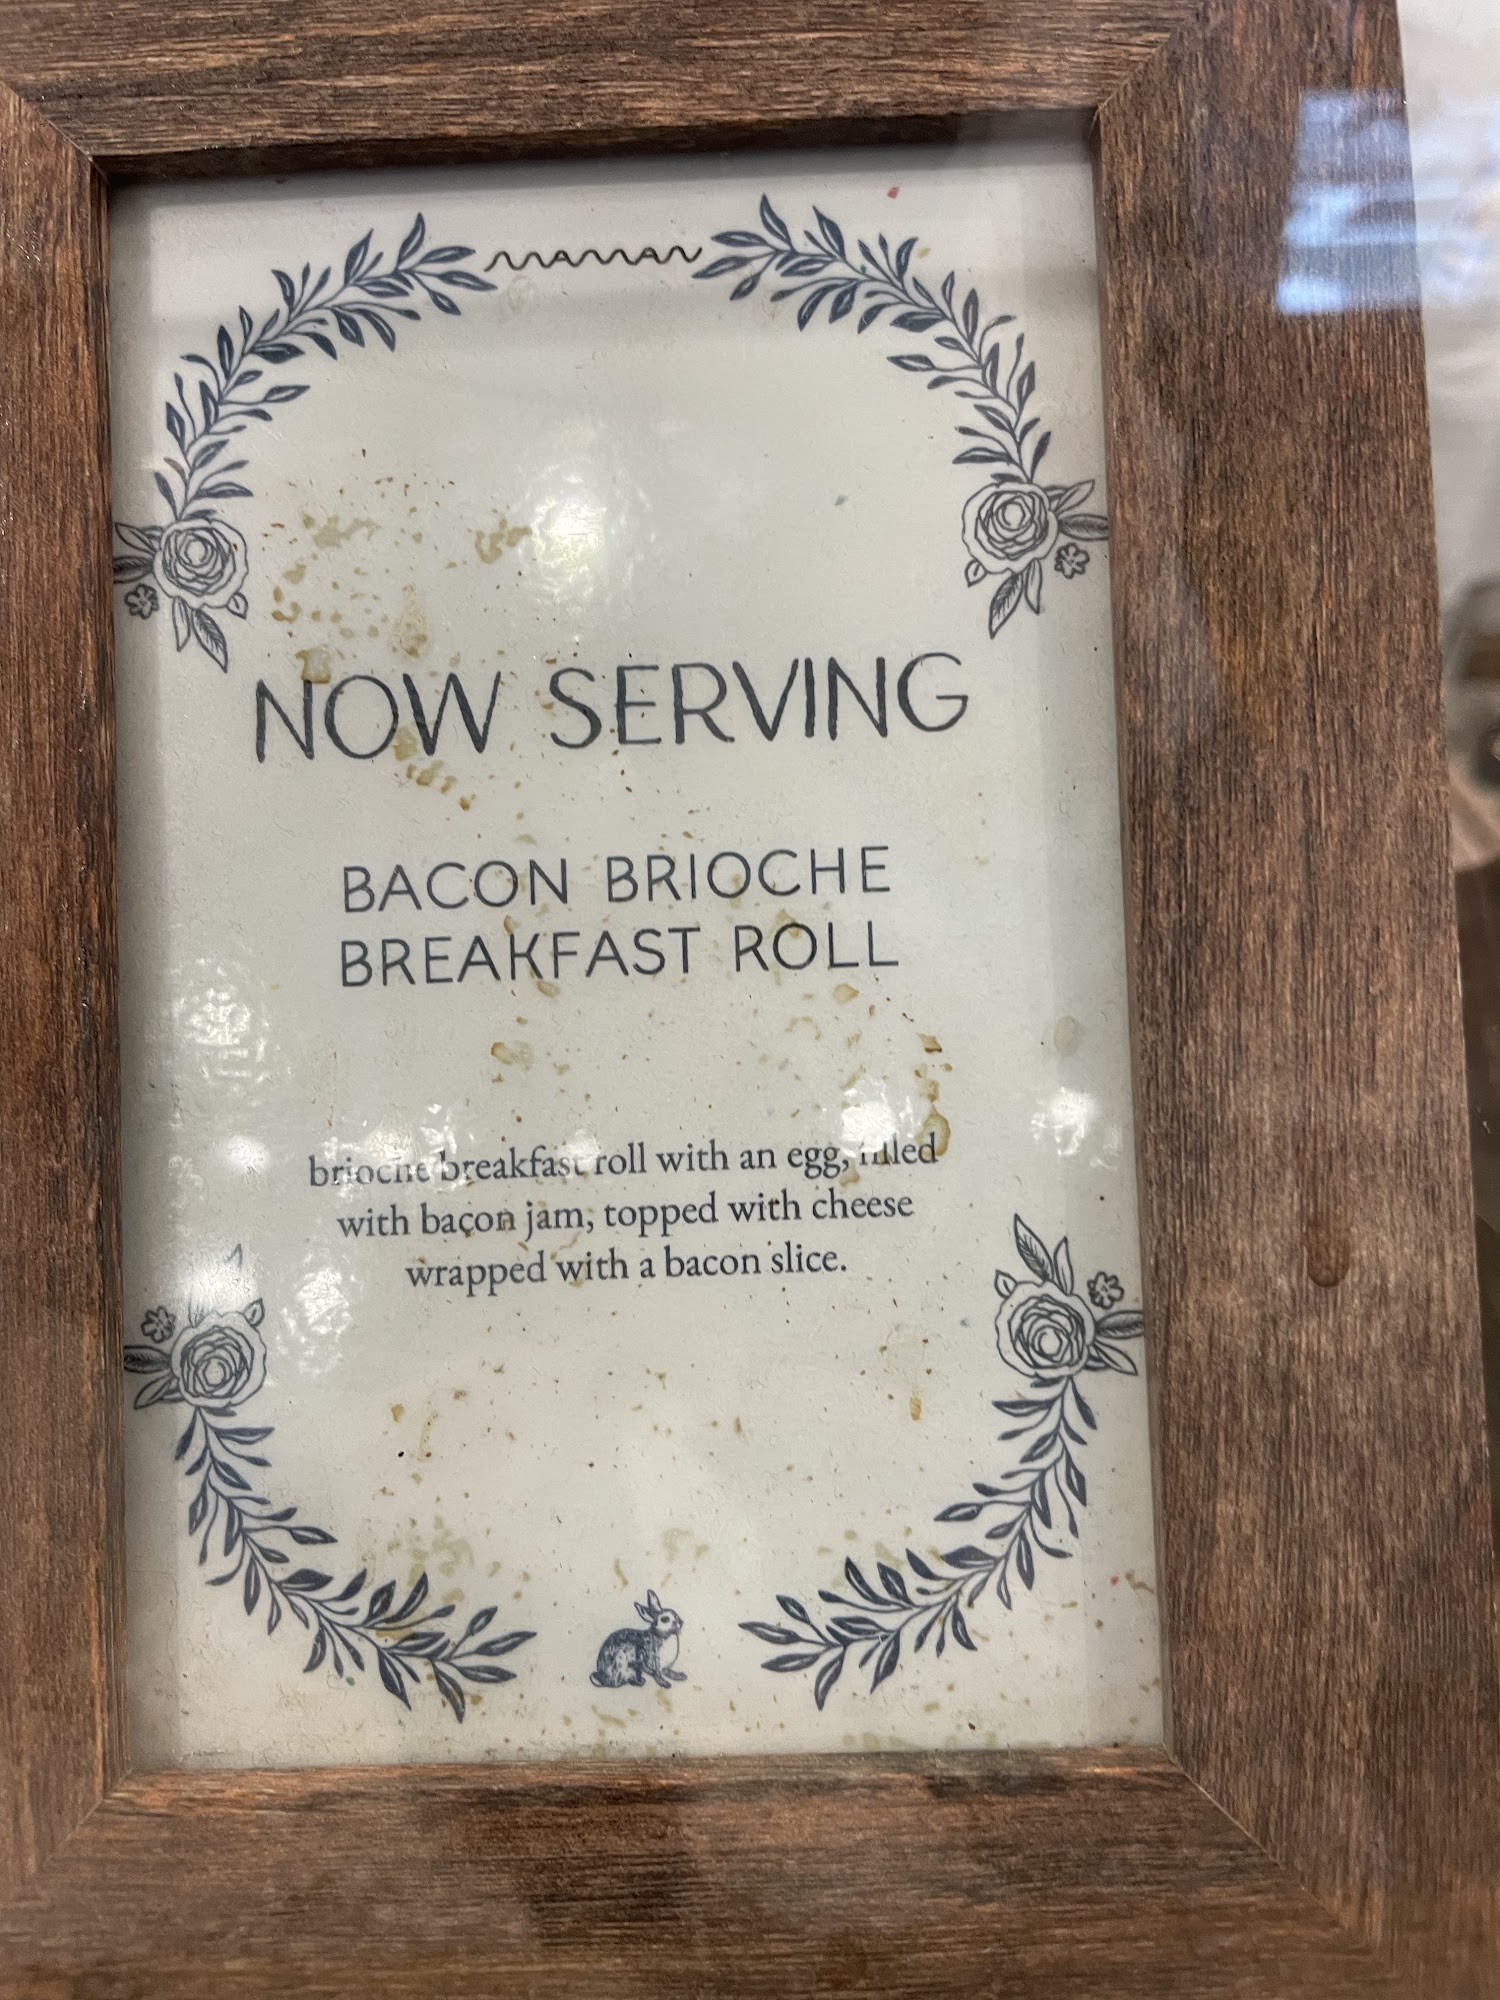 MAMAN
NOW SERVING
BACON BRIOCHE
BREAKFAST ROLL
brioche breakfast roll with an egg, filled
with bacon jam, topped with cheese
wrapped with a bacon slice.